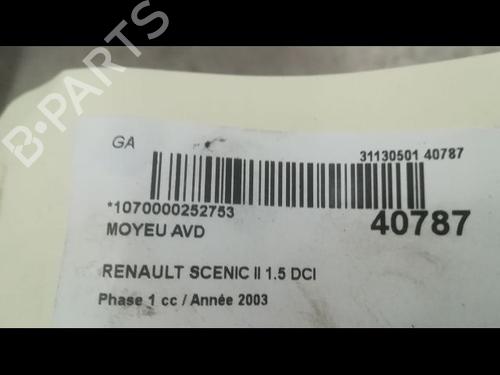 B-PARTS
GA
31130501 40787
*1070000252753
40787
MOYEU AVD
RENAULT SCENIC II 1.5 DCI
Phase 1 cc / Année 2003